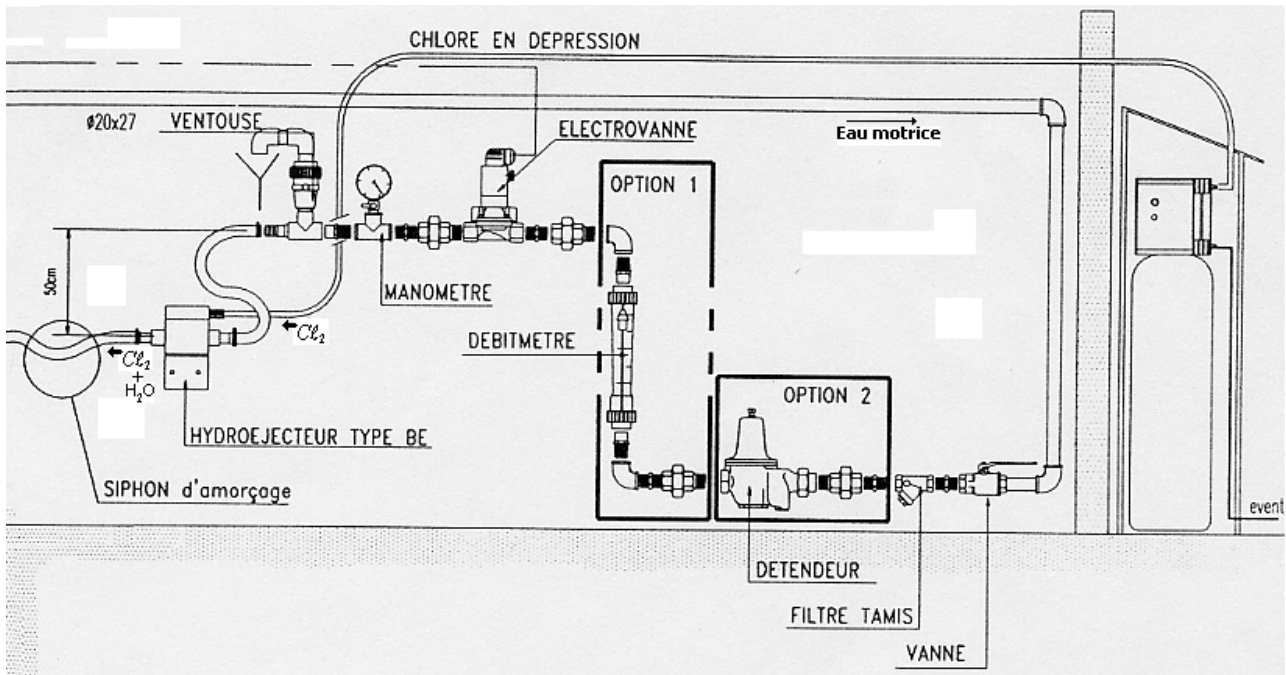 CHLORE EN DEPRESSION
ø20x27
VENTOUSE
ELECTROVANNE
Eau motrice
OPTION 1
50cm
MANOMETRE
Cl₂
Cl₂
+
H₂O
DEBITMETRE
OPTION 2
HYDROEJECTEUR TYPE BE
SIPHON d'amorçage
event
DETENDEUR
FILTRE TAMIS
VANNE